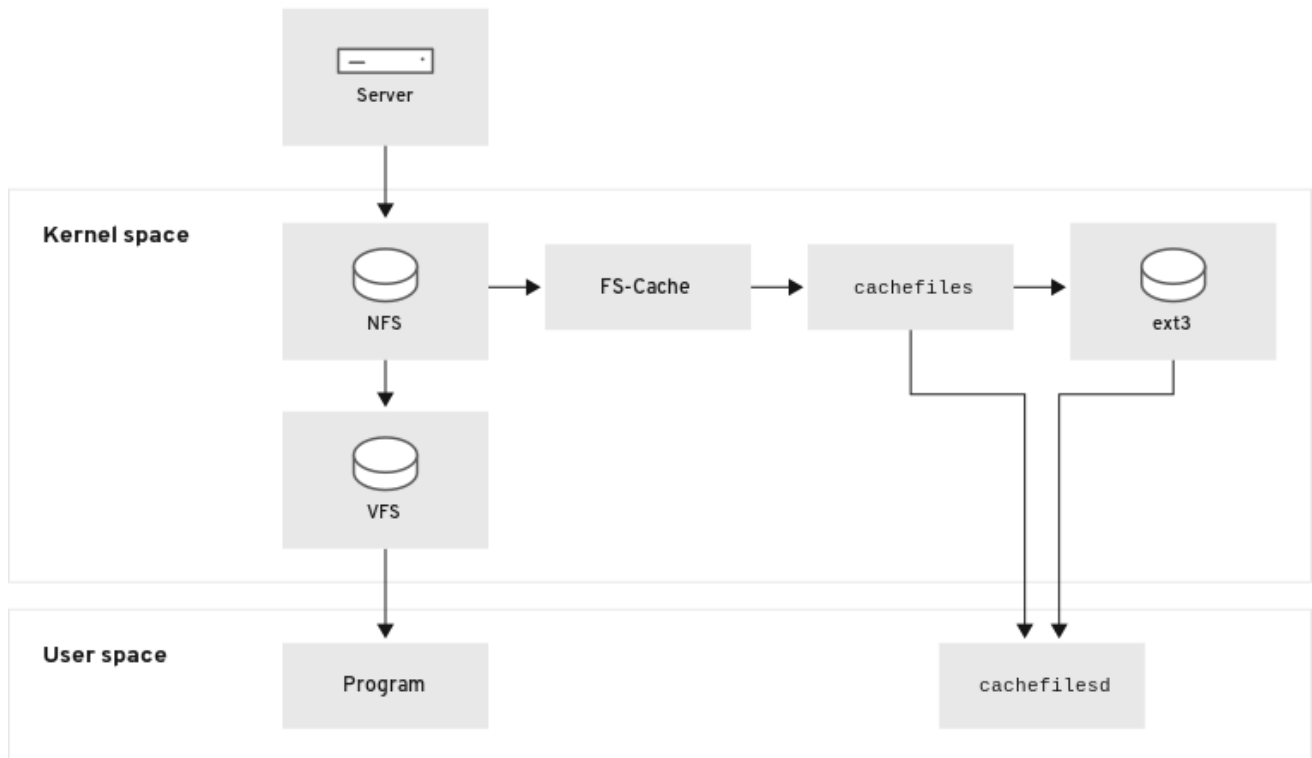 Server
Kernel space
NFS
FS-Cache
cachefiles
ext3
VFS
User space
Program
cachefilesd